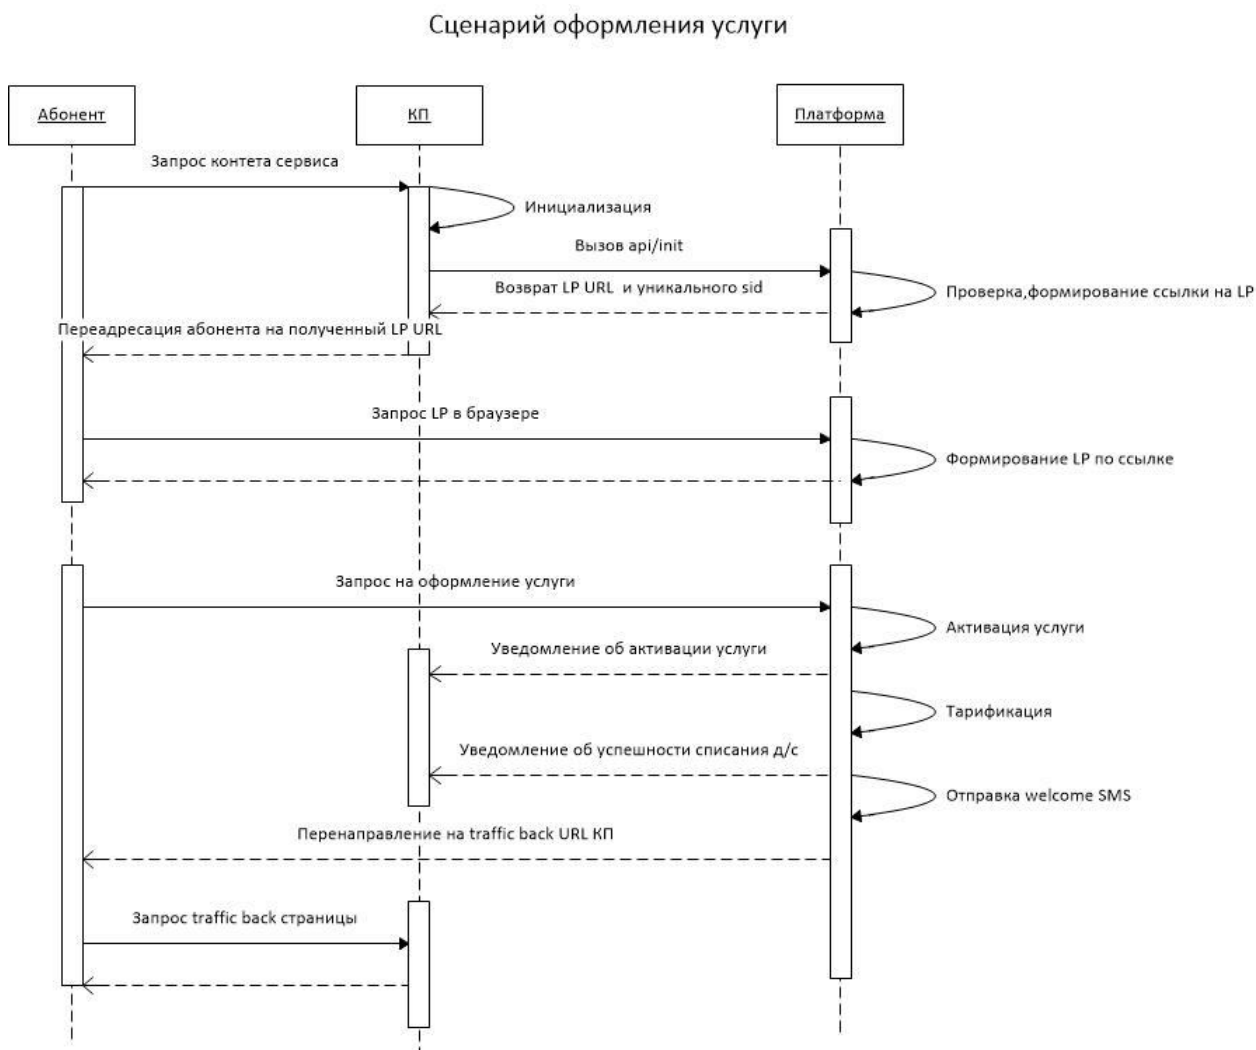 Сценарий оформления услуги
Абонент
КП
Платформа
Запрос контета сервиса
Инициализация
Вызов api/init
Возврат LP URL и уникального sid
Проверка,формирование ссылки на LP
Переадресация абонента на полученный LP URL
Запрос LP в браузере
Формирование LP по ссылке
Запрос на оформление услуги
Активация услуги
Уведомление об активации услуги
Тарификация
Уведомление об успешности списания д/с
Отправка welcome SMS
Перенаправление на traffic back URL КП
Запрос traffic back страницы